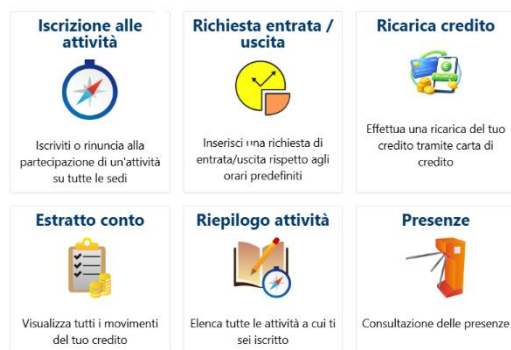 Iscrizione alle
attività
Iscriviti o rinuncia alla
partecipazione di un'attività
su tutte le sedi
Richiesta entrata /
uscita
Inserisci una richiesta di
entrata/uscita rispetto agli
orari predefiniti
Ricarica credito
Effettua una ricarica del tuo
credito tramite carta di
credito
Estratto conto
Visualizza tutti i movimenti
del tuo credito
Riepilogo attività
Elenca tutte le attività a cui ti
sei iscritto
Presenze
Consultazione delle presenze